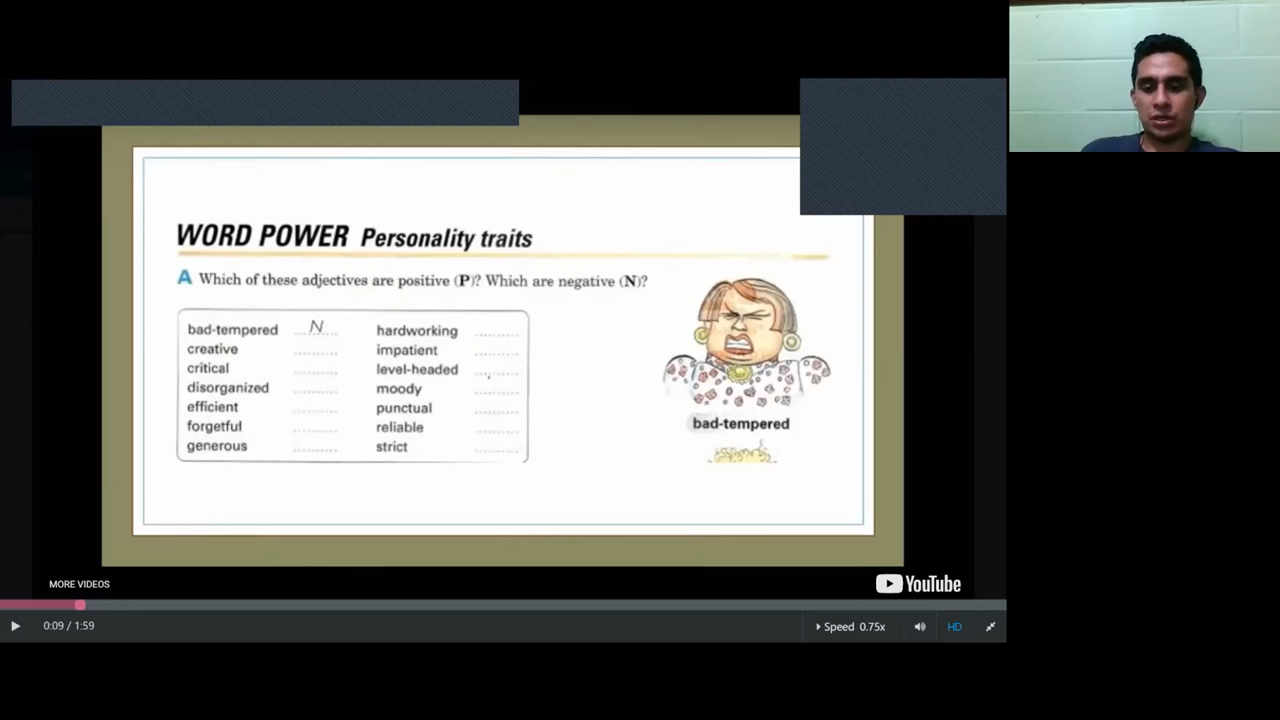 WORD POWER Personality traits
A Which of these adjectives are positive (P)? Which are negative (N)?
bad-tempered N
creative
critical
disorganized
efficient
forgetful
generous
hardworking
impatient
level-headed
moody
punctual
reliable
strict
bad-tempered
MORE VIDEOS
YouTube
0:09 / 1:59
Speed 0.75x
HD